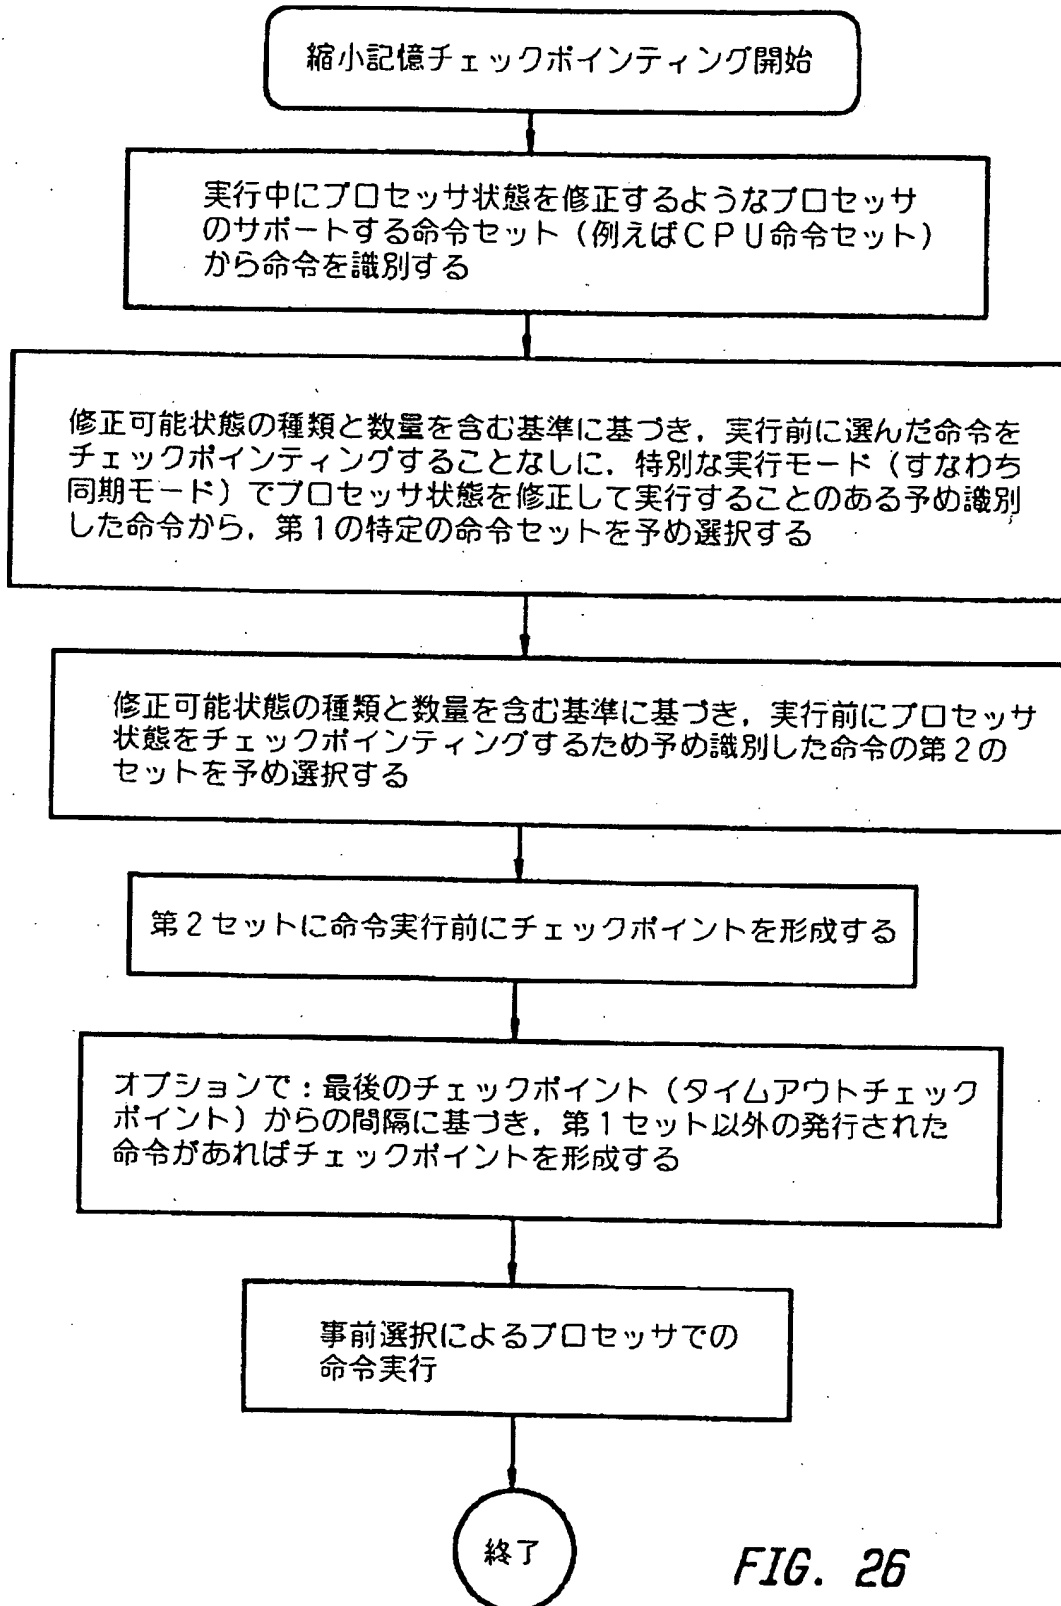 縮小記憶チェックポインティング開始
実行中にプロセッサ状態を修正するようなプロセッサ
のサポートする命令セット（例えばＣＰＵ命令セット）
から命令を識別する
修正可能状態の種類と数量を含む基準に基づき，実行前に選んだ命令を
チェックポインティングすることなしに，特別な実行モード（すなわち
同期モード）でプロセッサ状態を修正して実行することのある予め識別
した命令から，第１の特定の命令セットを予め選択する
修正可能状態の種類と数量を含む基準に基づき，実行前にプロセッサ
状態をチェックポインティングするため予め識別した命令の第２の
セットを予め選択する
第２セットに命令実行前にチェックポイントを形成する
オプションで：最後のチェックポイント（タイムアウトチェック
ポイント）からの間隔に基づき，第１セット以外の発行された
命令があればチェックポイントを形成する
事前選択によるプロセッサでの
命令実行
終了
FIG. 26